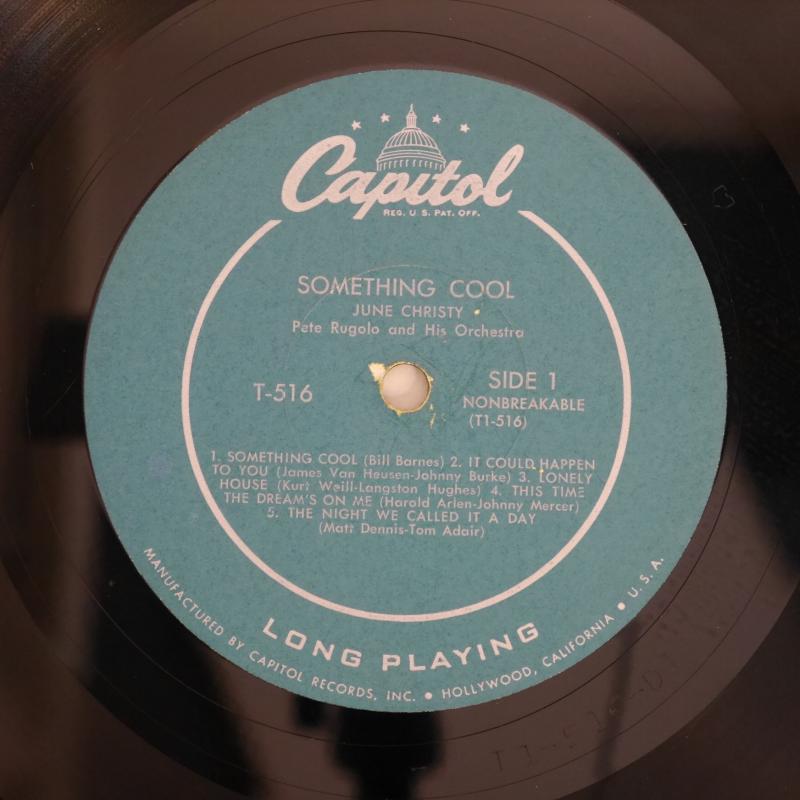 Capitol
REG. U. S. PAT. OFF.
SOMETHING COOL
JUNE CHRISTY
Pete Rugolo and His Orchestra
T-516
SIDE 1
NONBREAKABLE
(T1-516)
1. SOMETHING COOL (Bill Barnes) 2. IT COULD HAPPEN
TO YOU (James Van Heusen-Johnny Burke) 3. LONELY
HOUSE (Kurt Weill-Langston Hughes) 4. THIS TIME
THE DREAM'S ON ME (Harold Arlen-Johnny Mercer)
5. THE NIGHT WE CALLED IT A DAY
(Matt Dennis-Tom Adair)
LONG PLAYING
MANUFACTURED BY CAPITOL RECORDS, INC. • HOLLYWOOD, CALIFORNIA • U. S. A.